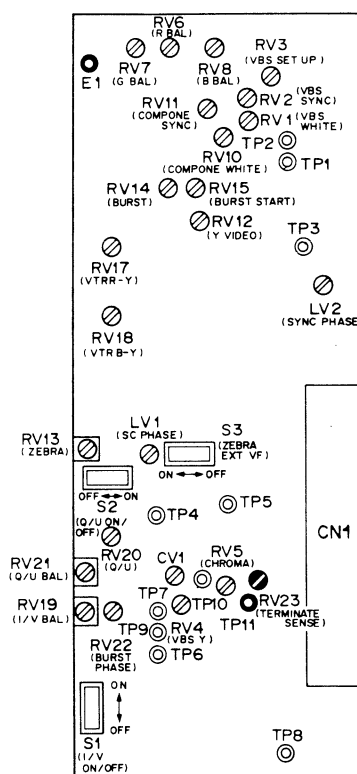 RV6
(R BAL)
RV7
(G BAL)
RV8
(B BAL)
RV3
(VBS SET UP)
E1
RV11
(COMPONE
SYNC)
RV2 (VBS
SYNC)
RV1 (VBS
WHITE)
TP2
RV10
(COMPONE WHITE)
TP1
RV14
(BURST)
RV15
(BURST START)
RV12
(Y VIDEO)
TP3
RV17
(VTRR-Y)
RV18
(VTR B-Y)
LV2
(SYNC PHASE)
RV13
(ZEBRA)
LV1
(SC PHASE)
S3
(ZEBRA
EXT VF)
ON ↔ OFF
OFF ↔ ON
S2
(Q/U ON/
OFF)
TP4
TP5
CN1
RV20
(Q/U)
RV21
(Q/U BAL)
CV1
RV5
(CHROMA)
RV19
(I/V BAL)
TP7
TP10
RV23
(TERMINATE
SENSE)
TP11
RV22
(BURST
PHASE)
TP9
RV4
(VBS Y)
TP6
ON
OFF
S1
(I/V
ON/OFF)
TP8